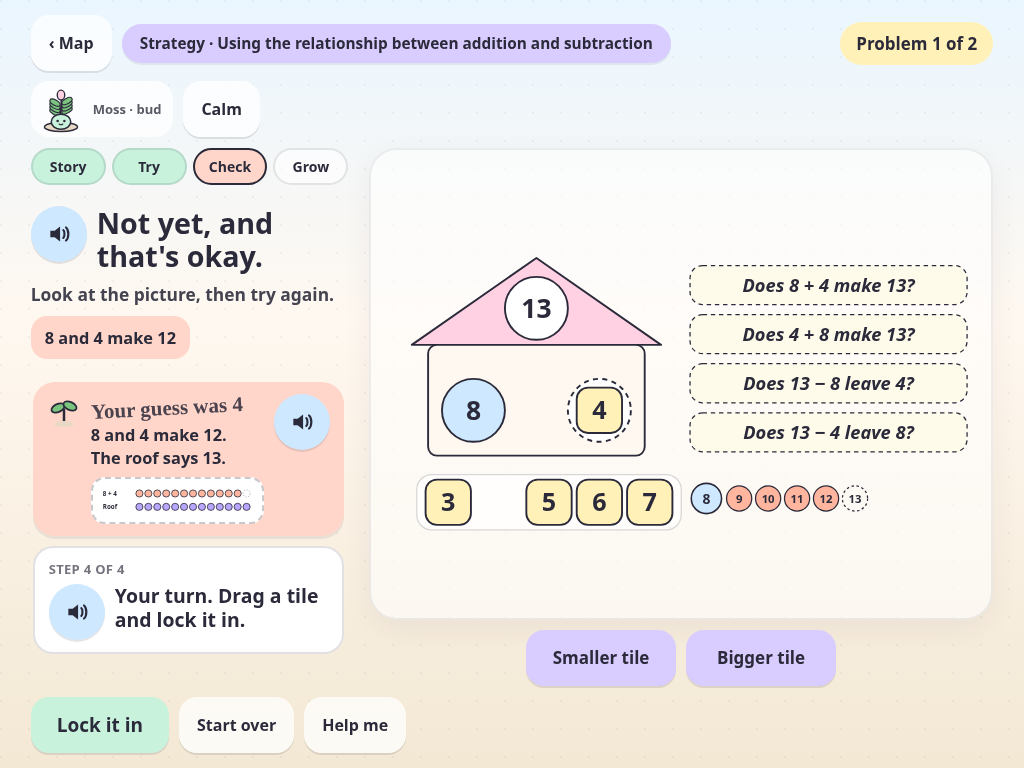 ‹ Map
Strategy · Using the relationship between addition and subtraction
Problem 1 of 2
Moss · bud
Calm
Story
Try
Check
Grow
Not yet, and
that's okay.
Look at the picture, then try again.
8 and 4 make 12
Your guess was 4
8 and 4 make 12.
The roof says 13.
8 + 4
Roof
STEP 4 OF 4
Your turn. Drag a tile
and lock it in.
13
8
4
Does 8 + 4 make 13?
Does 4 + 8 make 13?
Does 13 − 8 leave 4?
Does 13 − 4 leave 8?
3
5
6
7
8
9
10
11
12
13
Smaller tile
Bigger tile
Lock it in
Start over
Help me